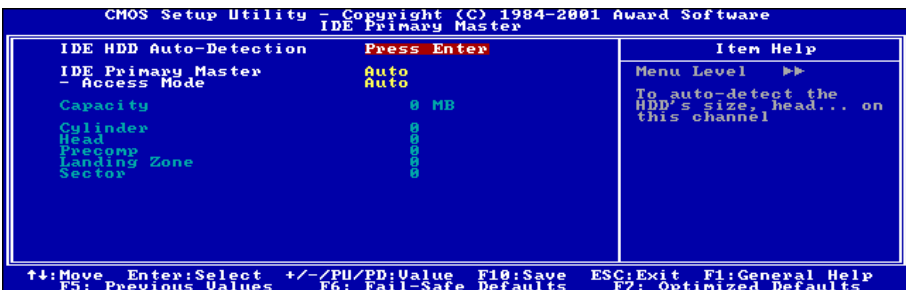 CMOS Setup Utility - Copyright (C) 1984-2001 Award Software
IDE Primary Master
IDE HDD Auto-Detection Press Enter
IDE Primary Master Auto
- Access Mode Auto
Capacity 0 MB
Cylinder 0
Head 0
Precomp 0
Landing Zone 0
Sector 0
Item Help
Menu Level ▶▶
To auto-detect the
HDD's size, head... on
this channel
↑↓:Move Enter:Select +/-/PU/PD:Value F10:Save ESC:Exit F1:General Help
F5: Previous Values F6: Fail-Safe Defaults F7: Optimized Defaults